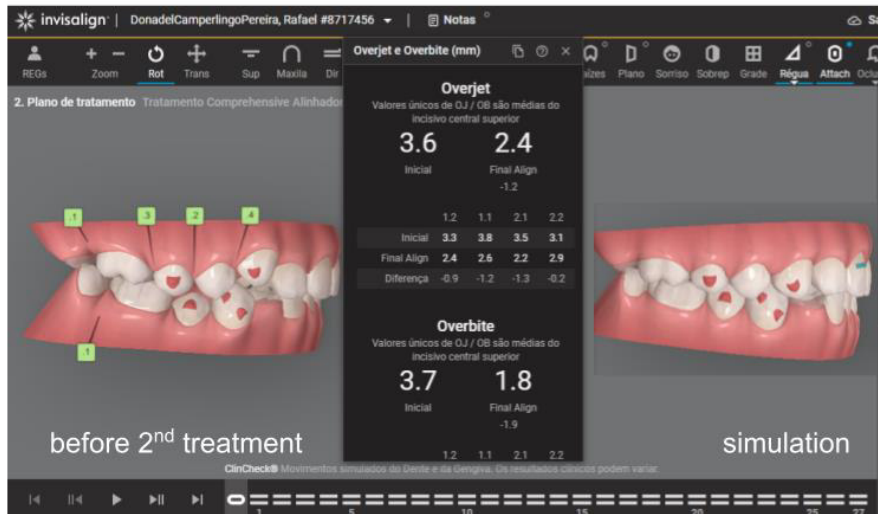 invisalign | DonadelCamperlingoPereira, Rafael #8717456 | Notas
REGs Zoom Rot Trans Sup Maxila Dir
Overjet e Overbite (mm)
Plano Sorriso Sobrep Grade Régua Attach
2. Plano de tratamento Tratamento Comprehensive Alinhador
Overjet
Valores únicos de OJ / OB são médias do
incisivo central superior
3.6 2.4
Inicial Final Align
-1.2
1.2 1.1 2.1 2.2
Inicial 3.3 3.8 3.5 3.1
Final Align 2.4 2.6 2.2 2.9
Diferença -0.9 -1.2 -1.3 -0.2
Overbite
Valores únicos de OJ / OB são médias do
incisivo central superior
3.7 1.8
Inicial Final Align
-1.9
1.2 1.1 2.1 2.2
.1 .3 .2 .4
.1
before 2nd treatment
simulation
ClinCheck® Movimentos simulados do Dente e da Gengiva. Os resultados clínicos podem variar.
1 5 10 15 20 25 27